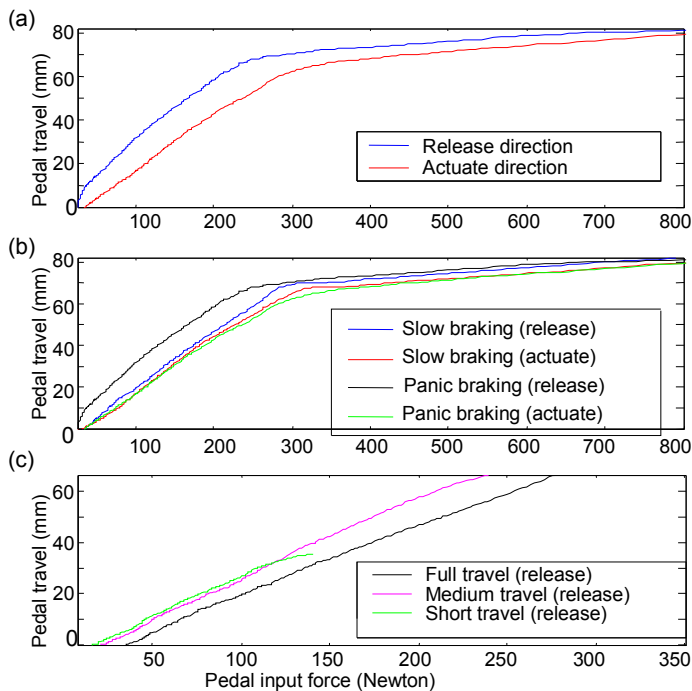 (a)
80
60
40
20
0
Pedal travel (mm)
Release direction
Actuate direction
100 200 300 400 500 600 700 800
(b)
80
60
40
20
0
Pedal travel (mm)
Slow braking (release)
Slow braking (actuate)
Panic braking (release)
Panic braking (actuate)
100 200 300 400 500 600 700 800
(c)
60
40
20
0
Pedal travel (mm)
Full travel (release)
Medium travel (release)
Short travel (release)
50 100 150 200 250 300 350
Pedal input force (Newton)